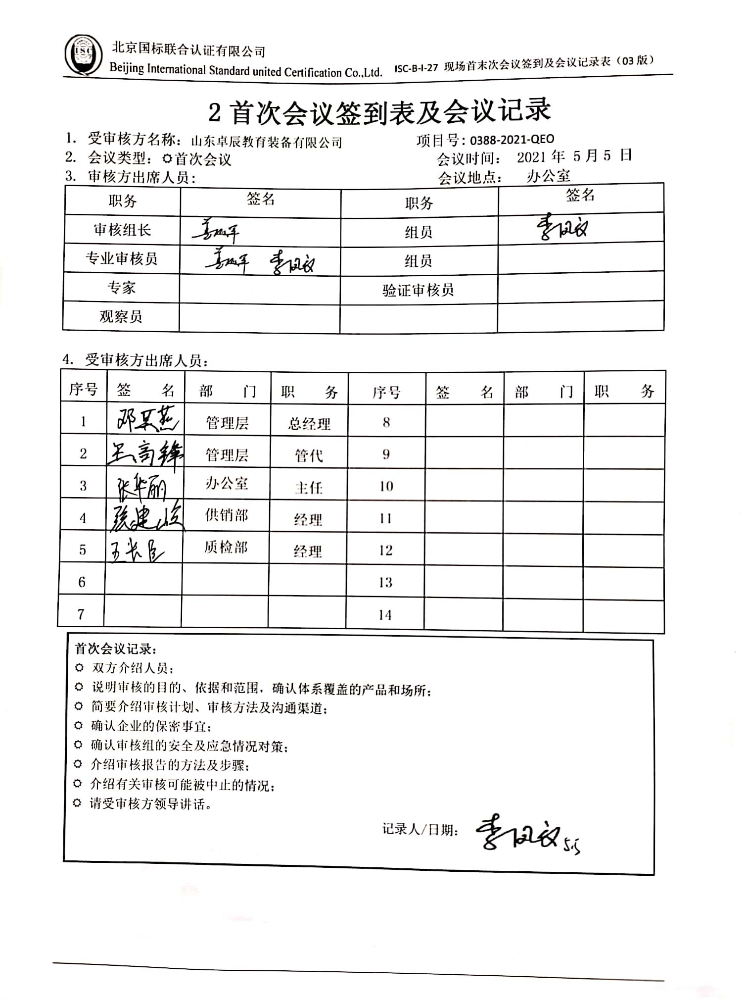 ISC
北京国标联合认证有限公司
Beijing International Standard united Certification Co.,Ltd. ISC-B-I-27 现场首末次会议签到及会议记录表（03 版）
2 首次会议签到表及会议记录
1. 受审核方名称：山东卓辰教育装备有限公司 项目号：0388-2021-QEO
2. 会议类型：首次会议 会议时间： 2021 年 5 月 5 日
3. 审核方出席人员： 会议地点： 办公室
职务 签名 职务 签名
审核组长 组员 李凤仪
专业审核员 李凤仪 组员
专家 验证审核员
观察员
4. 受审核方出席人员：
序号 签 名 部 门 职 务 序号 签 名 部 门 职 务
1 邓燕 管理层 总经理 8
2 王高锋 管理层 管代 9
3 张华丽 办公室 主任 10
4 张建 供销部 经理 11
5 王长臣 质检部 经理 12
6 13
7 14
首次会议记录：
双方介绍人员；
说明审核的目的、依据和范围，确认体系覆盖的产品和场所；
简要介绍审核计划、审核方法及沟通渠道；
确认企业的保密事宜；
确认审核组的安全及应急情况对策；
介绍审核报告的方法及步骤；
介绍有关审核可能被中止的情况；
请受审核方领导讲话。
记录人/日期： 李凤仪 5.5